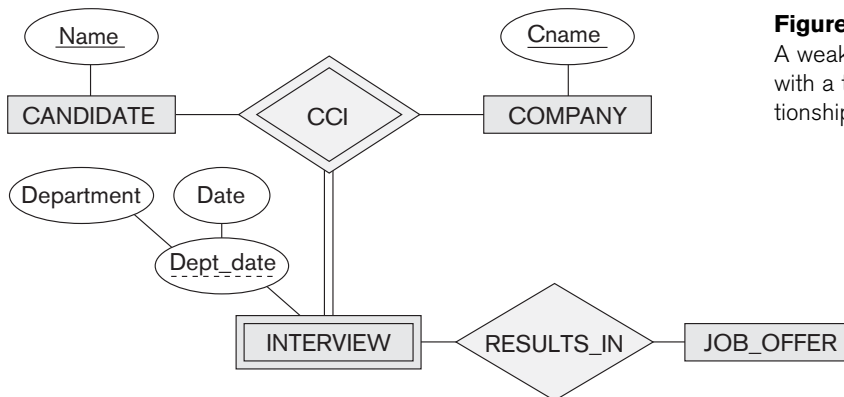 Name
Cname
Figure
A weak
with a t
tionship
CANDIDATE
CCI
COMPANY
Department
Date
Dept_date
INTERVIEW
RESULTS_IN
JOB_OFFER